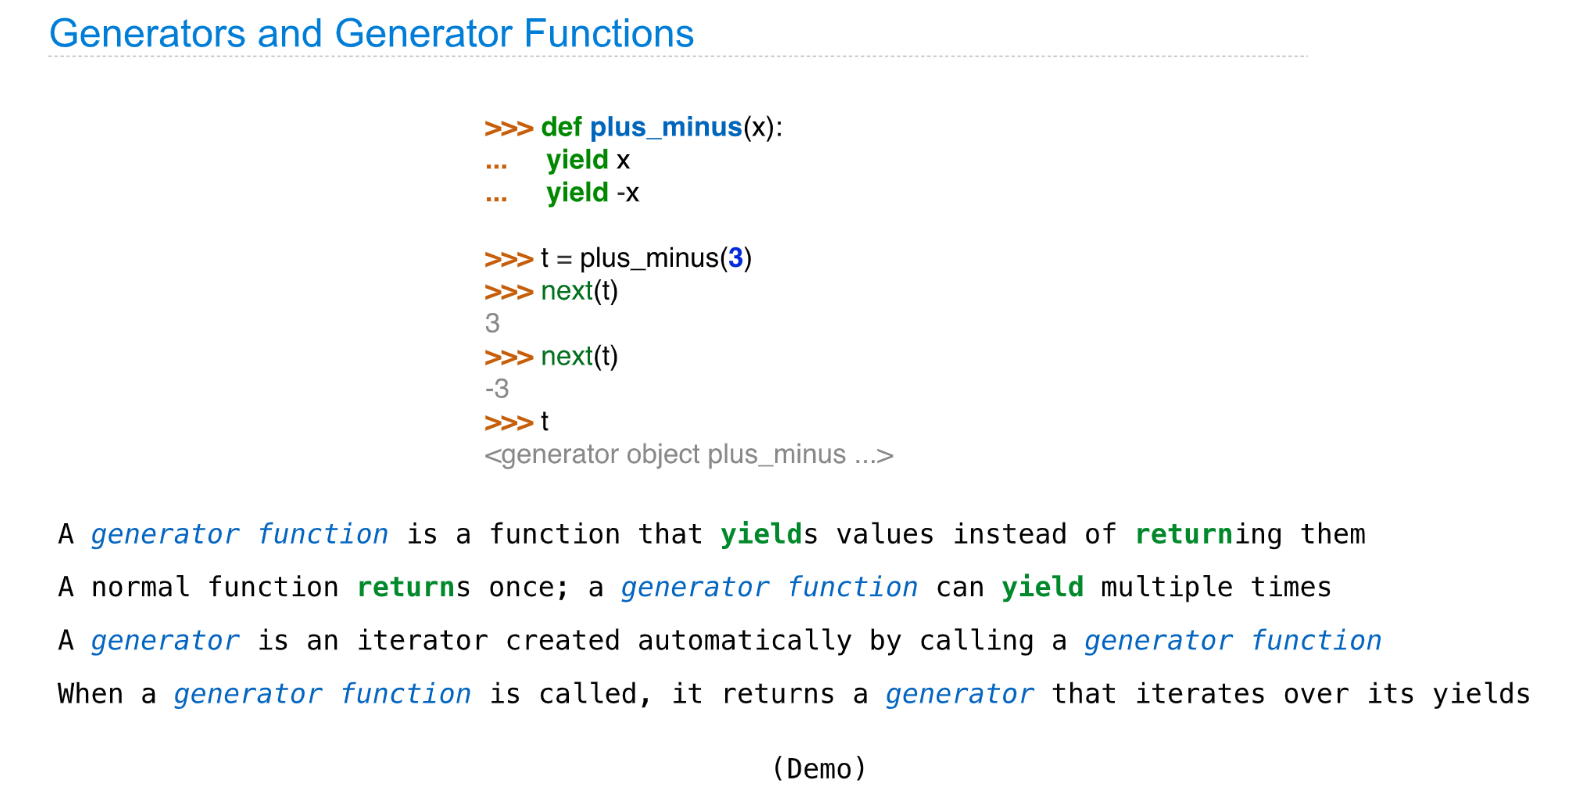 Generators and Generator Functions
>>> def plus_minus(x):
...     yield x
...     yield -x
>>> t = plus_minus(3)
>>> next(t)
3
>>> next(t)
-3
>>> t
<generator object plus_minus ...>
A generator function is a function that yields values instead of returning them
A normal function returns once; a generator function can yield multiple times
A generator is an iterator created automatically by calling a generator function
When a generator function is called, it returns a generator that iterates over its yields
(Demo)